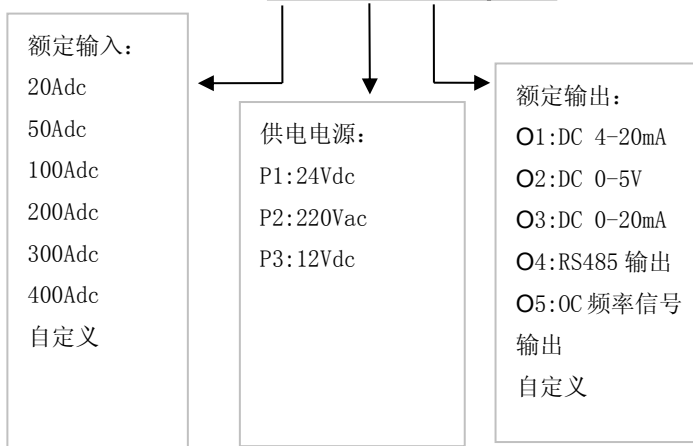 额定输入：
20Adc
50Adc
100Adc
200Adc
300Adc
400Adc
自定义
供电电源：
P1:24Vdc
P2:220Vac
P3:12Vdc
额定输出：
O1:DC 4-20mA
O2:DC 0-5V
O3:DC 0-20mA
O4:RS485 输出
O5:OC 频率信号
输出
自定义